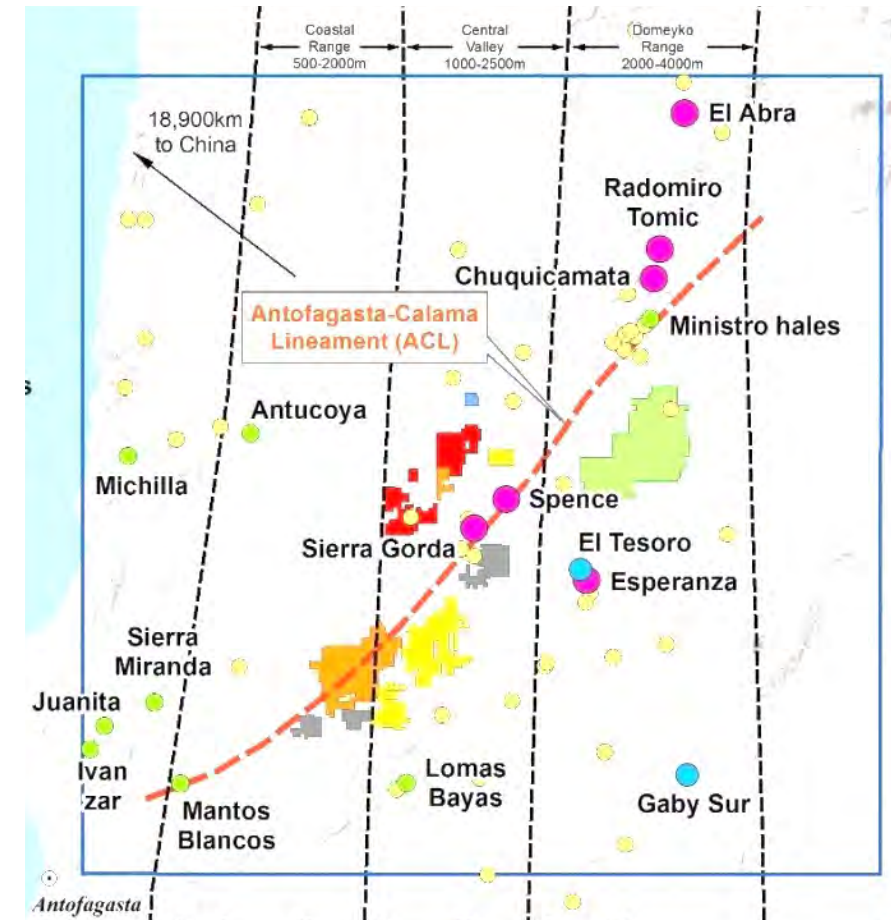 Coastal
Range
500-2000m
Central
Valley
1000-2500m
Domeyko
Range
2000-4000m
18,900km
to China
El Abra
Radomiro
Tomic
Chuquicamata
Antofagasta-Calama
Lineament (ACL)
Ministro hales
s
Antucoya
Michilla
Spence
Sierra Gorda
El Tesoro
Esperanza
Sierra
Miranda
Juanita
Ivan
zar
Mantos
Blancos
Lomas
Bayas
Gaby Sur
Antofagasta